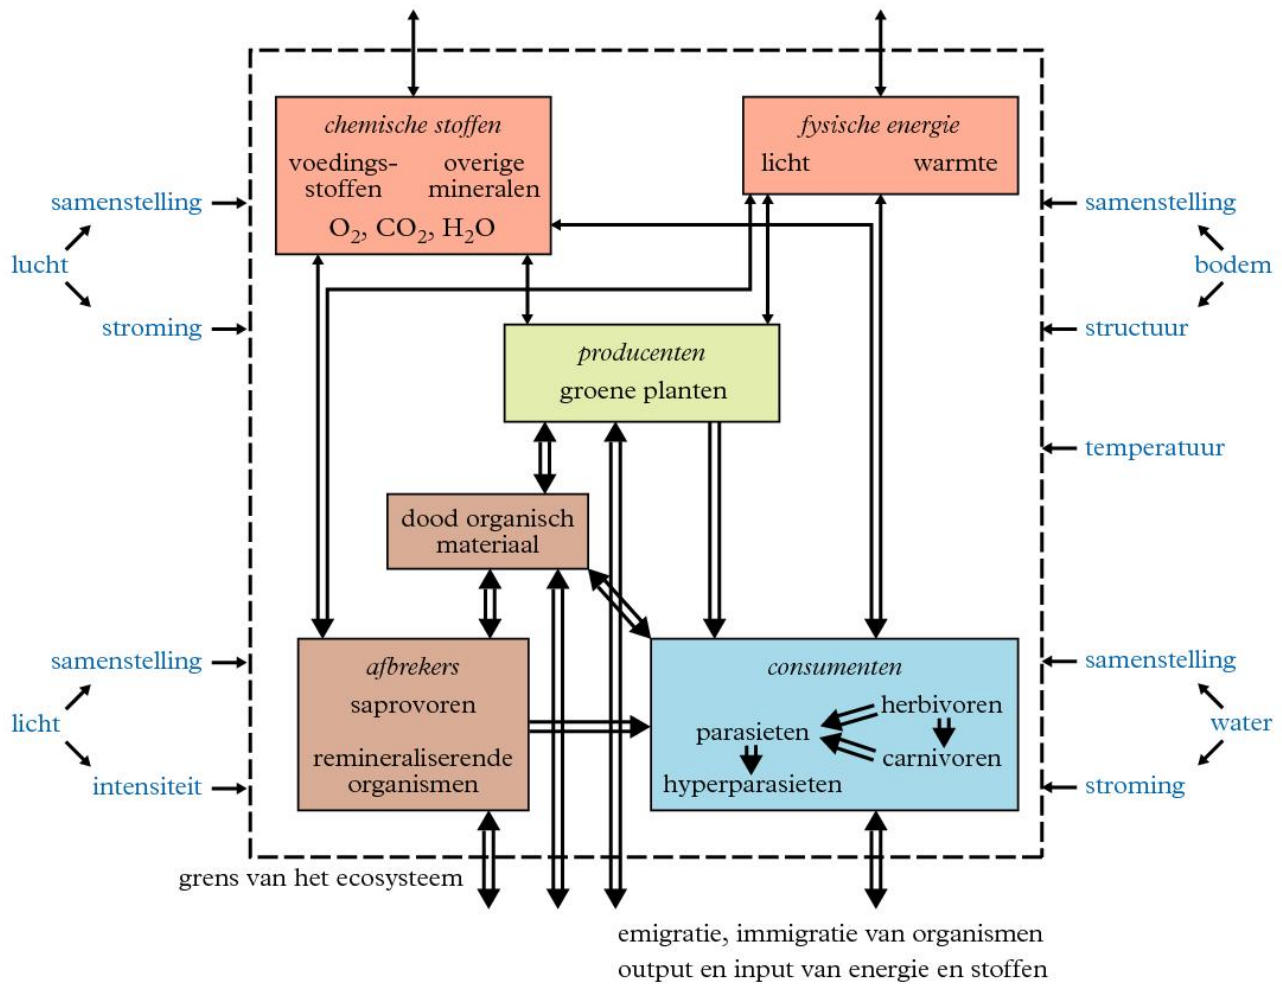 chemische stoffen
voedings-
stoffen
overige
mineralen
O₂, CO₂, H₂O
fysische energie
licht warmte
samenstelling
lucht
stroming
samenstelling
bodem
structuur
temperatuur
producenten
groene planten
dood organisch
materiaal
afbrekers
saprovoren
remineraliserende
organismen
consumenten
herbivoren
parasieten
carnivoren
hyperparasieten
samenstelling
licht
intensiteit
samenstelling
water
stroming
grens van het ecosysteem
emigratie, immigratie van organismen
output en input van energie en stoffen